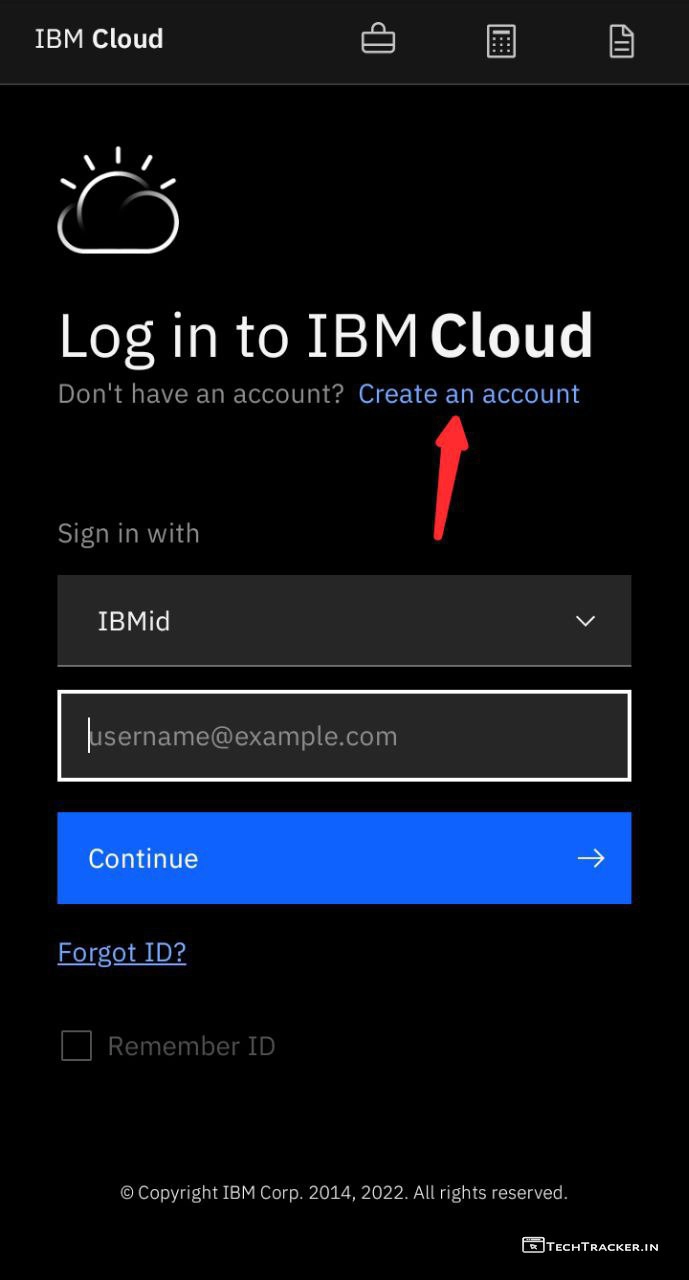 IBM Cloud
Log in to IBM Cloud
Don't have an account? Create an account
Sign in with
IBMid
username@example.com
Continue
Forgot ID?
Remember ID
© Copyright IBM Corp. 2014, 2022. All rights reserved.
TECHTRACKER.IN